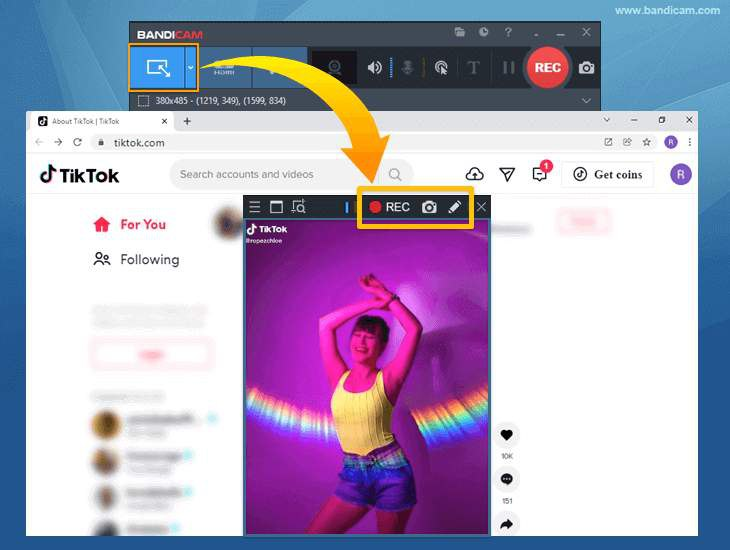 www.bandicam.com
BANDICAM
HDMI
REC
380x485 - (1219, 349), (1599, 834)
About TikTok | TikTok
tiktok.com
R
TikTok
Search accounts and videos
1
Get coins
R
For You
Following
REC
TikTok
10K
151